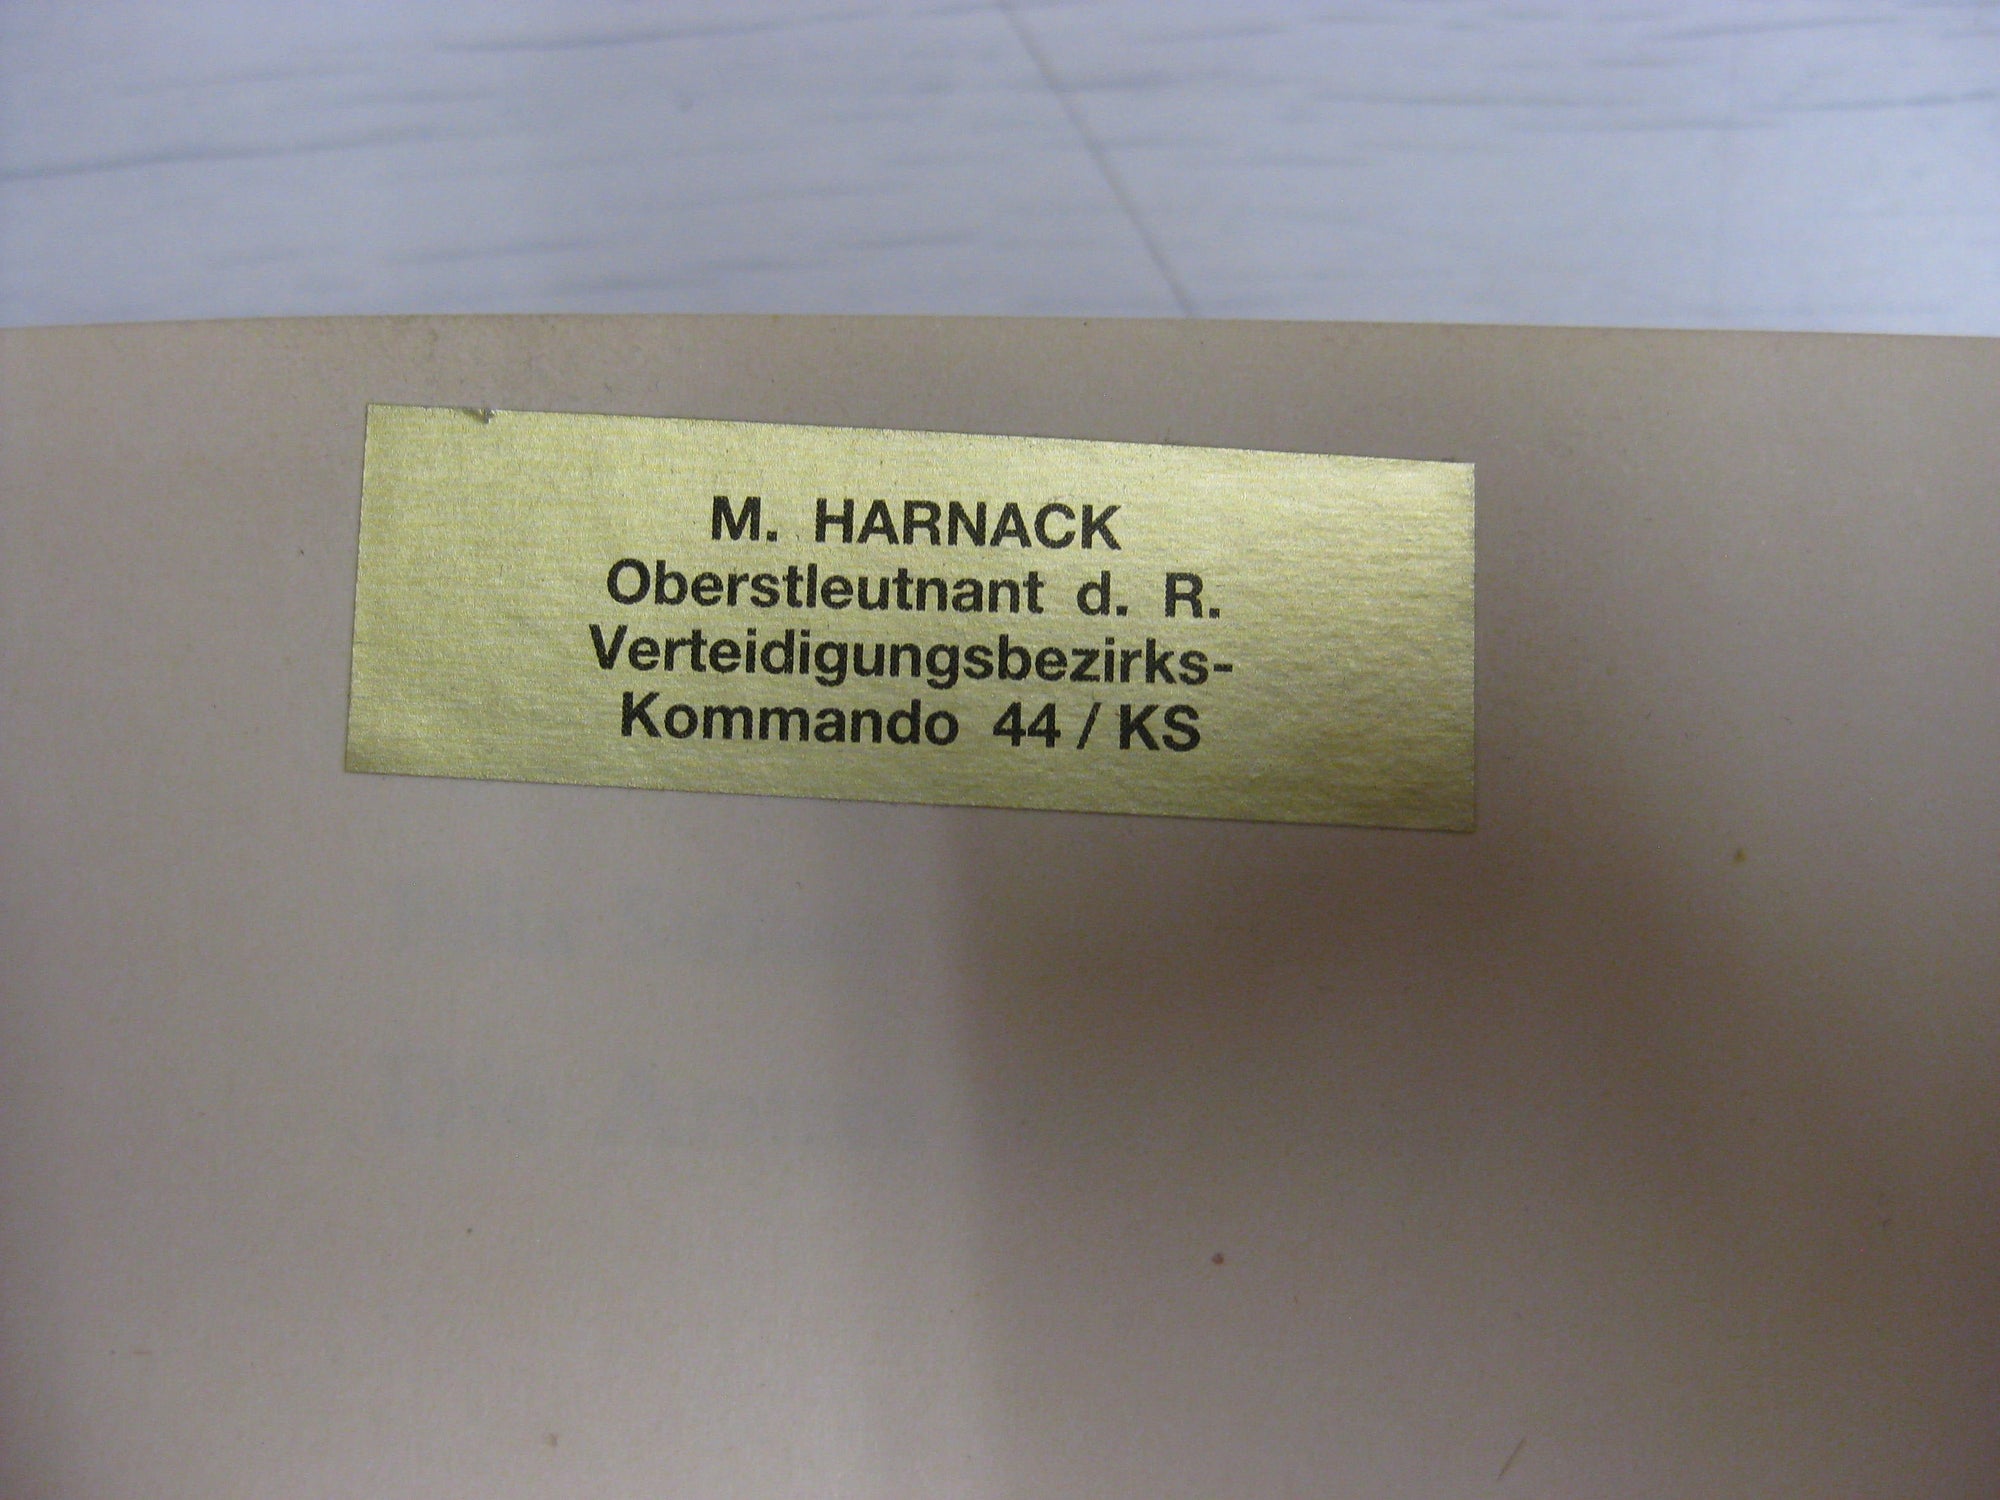 M. HARNACK
Oberstleutnant d. R.
Verteidigungsbezirks-
Kommando 44 / KS